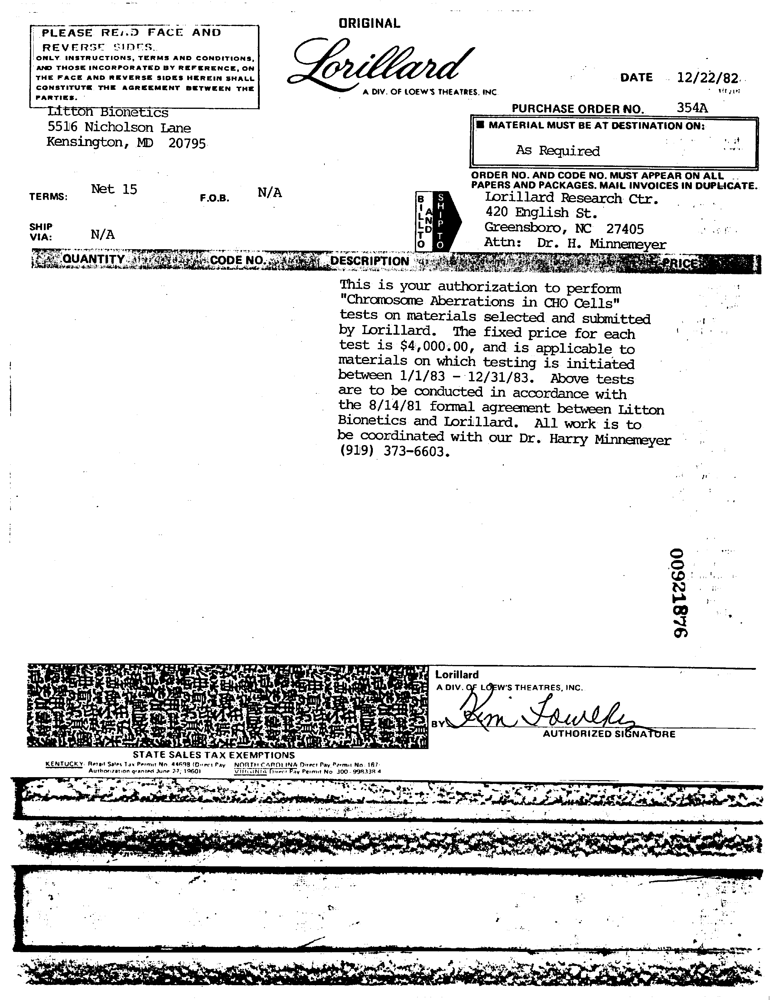 ORIGINAL
PLEASE READ FACE AND
REVERSE SIDES.
ONLY INSTRUCTIONS, TERMS AND CONDITIONS,
AND THOSE INCORPORATED BY REFERENCE, ON
THE FACE AND REVERSE SIDES HEREIN SHALL
CONSTITUTE THE AGREEMENT BETWEEN THE
PARTIES.
Lorillard
A DIV. OF LOEW'S THEATRES, INC
DATE 12/22/82
Litton Bionetics
5516 Nicholson Lane
Kensington, MD 20795
PURCHASE ORDER NO. 354A
MATERIAL MUST BE AT DESTINATION ON:
As Required
ORDER NO. AND CODE NO. MUST APPEAR ON ALL
PAPERS AND PACKAGES. MAIL INVOICES IN DUPLICATE.
TERMS: Net 15 F.O.B. N/A
SHIP
VIA: N/A
BILL TO AND SHIP TO
Lorillard Research Ctr.
420 English St.
Greensboro, NC 27405
Attn: Dr. H. Minnemeyer
QUANTITY CODE NO. DESCRIPTION PRICE
This is your authorization to perform
"Chromosome Aberrations in CHO Cells"
tests on materials selected and submitted
by Lorillard. The fixed price for each
test is $4,000.00, and is applicable to
materials on which testing is initiated
between 1/1/83 - 12/31/83. Above tests
are to be conducted in accordance with
the 8/14/81 formal agreement between Litton
Bionetics and Lorillard. All work is to
be coordinated with our Dr. Harry Minnemeyer
(919) 373-6603.
00921876
Lorillard
A DIV. OF LOEW'S THEATRES, INC.
BY Kim Fowlkes
AUTHORIZED SIGNATURE
STATE SALES TAX EXEMPTIONS
KENTUCKY- Retail Sales Tax Permit No. 44698 (Direct Pay
Authorization granted June 27, 1960)
NORTH CAROLINA Direct Pay Permit No. 167
VIRGINIA Direct Pay Permit No. 300-998338-4